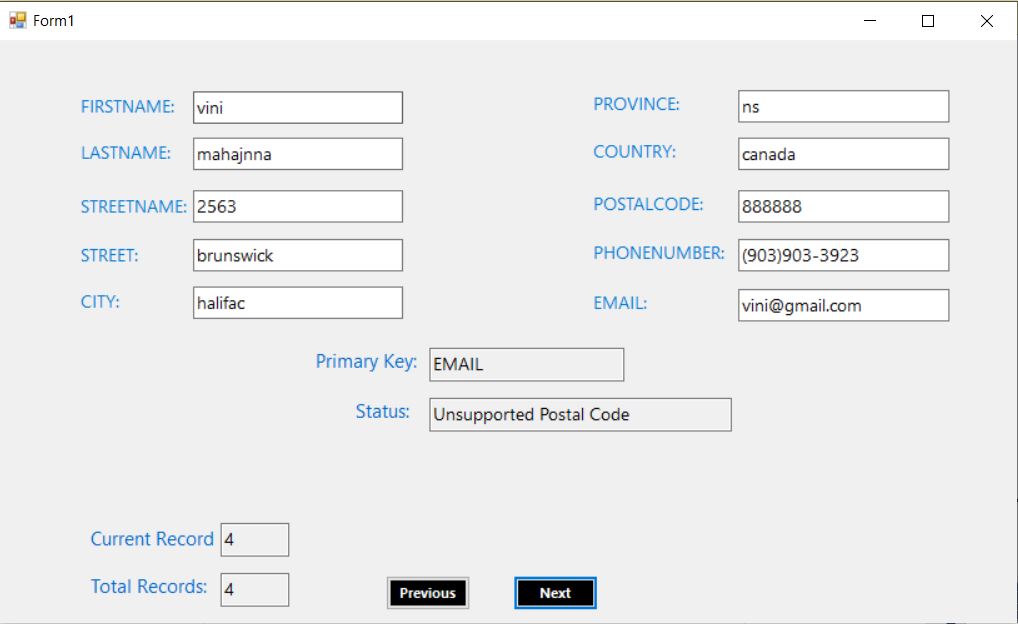 Form1
FIRSTNAME: vini
LASTNAME: mahajnna
STREETNAME: 2563
STREET: brunswick
CITY: halifac
PROVINCE: ns
COUNTRY: canada
POSTALCODE: 888888
PHONENUMBER: (903)903-3923
EMAIL: vini@gmail.com
Primary Key: EMAIL
Status: Unsupported Postal Code
Current Record 4
Total Records: 4
Previous Next